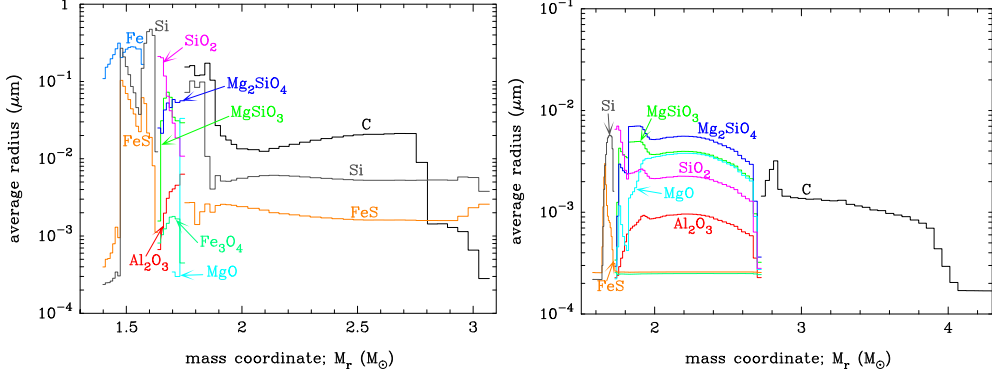 1
10⁻¹
10⁻²
10⁻³
10⁻⁴
average radius (μm)
Fe
Si
SiO₂
Mg₂SiO₄
MgSiO₃
FeS
C
Si
FeS
Fe₃O₄
Al₂O₃
MgO
1.5 2 2.5 3
mass coordinate; Mᵣ (M☉)
10⁻¹
10⁻²
10⁻³
10⁻⁴
average radius (μm)
Si
MgSiO₃
Mg₂SiO₄
SiO₂
MgO
C
Al₂O₃
FeS
2 3 4
mass coordinate; Mᵣ (M☉)